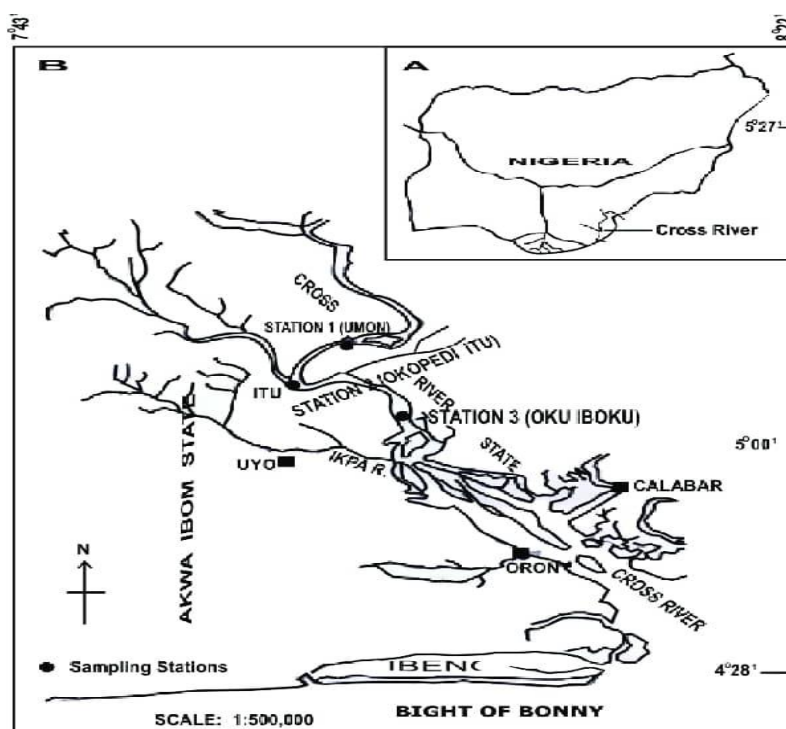 7°43'
8°22'
B
A
5°27'
NIGERIA
Cross River
CROSS
STATION 1 (UMON)
ITU
STATION 2 (OKOPEDI ITU)
RIVER
STATION 3 (OKU IBOKU)
STATE
AKWA IBOM STATE
5°00'
UYO
IKPA R.
CALABAR
N
ORON
CROSS RIVER
Sampling Stations
IBENO
4°28'
SCALE: 1:500,000
BIGHT OF BONNY